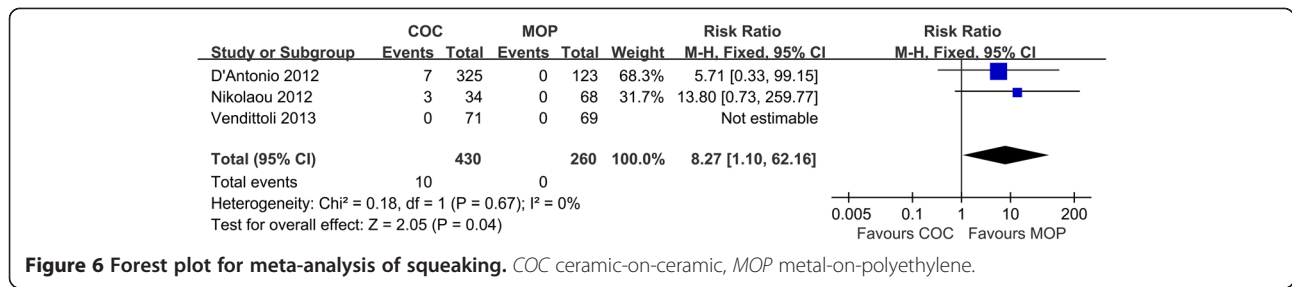 COC MOP Risk Ratio Risk Ratio
Study or Subgroup Events Total Events Total Weight M-H, Fixed, 95% CI M-H, Fixed, 95% CI
D'Antonio 2012 7 325 0 123 68.3% 5.71 [0.33, 99.15]
Nikolaou 2012 3 34 0 68 31.7% 13.80 [0.73, 259.77]
Vendittoli 2013 0 71 0 69 Not estimable
Total (95% CI) 430 260 100.0% 8.27 [1.10, 62.16]
Total events 10 0
Heterogeneity: Chi² = 0.18, df = 1 (P = 0.67); I² = 0%
Test for overall effect: Z = 2.05 (P = 0.04)
0.005 0.1 1 10 200
Favours COC Favours MOP
Figure 6 Forest plot for meta-analysis of squeaking. COC ceramic-on-ceramic, MOP metal-on-polyethylene.